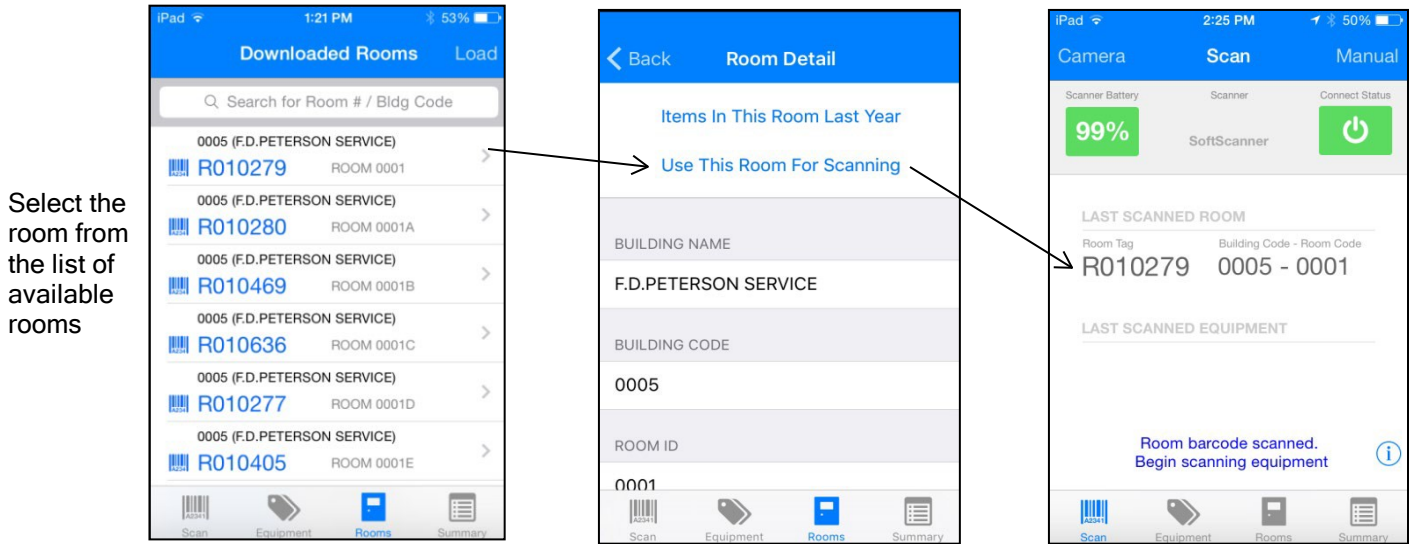 Select the
room from
the list of
available
rooms
iPad 1:21 PM 53%
Downloaded Rooms Load
Search for Room # / Bldg Code
0005 (F.D.PETERSON SERVICE)
R010279 ROOM 0001
0005 (F.D.PETERSON SERVICE)
R010280 ROOM 0001A
0005 (F.D.PETERSON SERVICE)
R010469 ROOM 0001B
0005 (F.D.PETERSON SERVICE)
R010636 ROOM 0001C
0005 (F.D.PETERSON SERVICE)
R010277 ROOM 0001D
0005 (F.D.PETERSON SERVICE)
R010405 ROOM 0001E
A2341
Scan Equipment Rooms Summary
Back Room Detail
Items In This Room Last Year
Use This Room For Scanning
BUILDING NAME
F.D.PETERSON SERVICE
BUILDING CODE
0005
ROOM ID
0001
A2341
Scan Equipment Rooms Summary
iPad 2:25 PM 50%
Camera Scan Manual
Scanner Battery Scanner Connect Status
99% SoftScanner
LAST SCANNED ROOM
Room Tag Building Code - Room Code
R010279 0005 - 0001
LAST SCANNED EQUIPMENT
Room barcode scanned.
Begin scanning equipment
i
A2341
Scan Equipment Rooms Summary